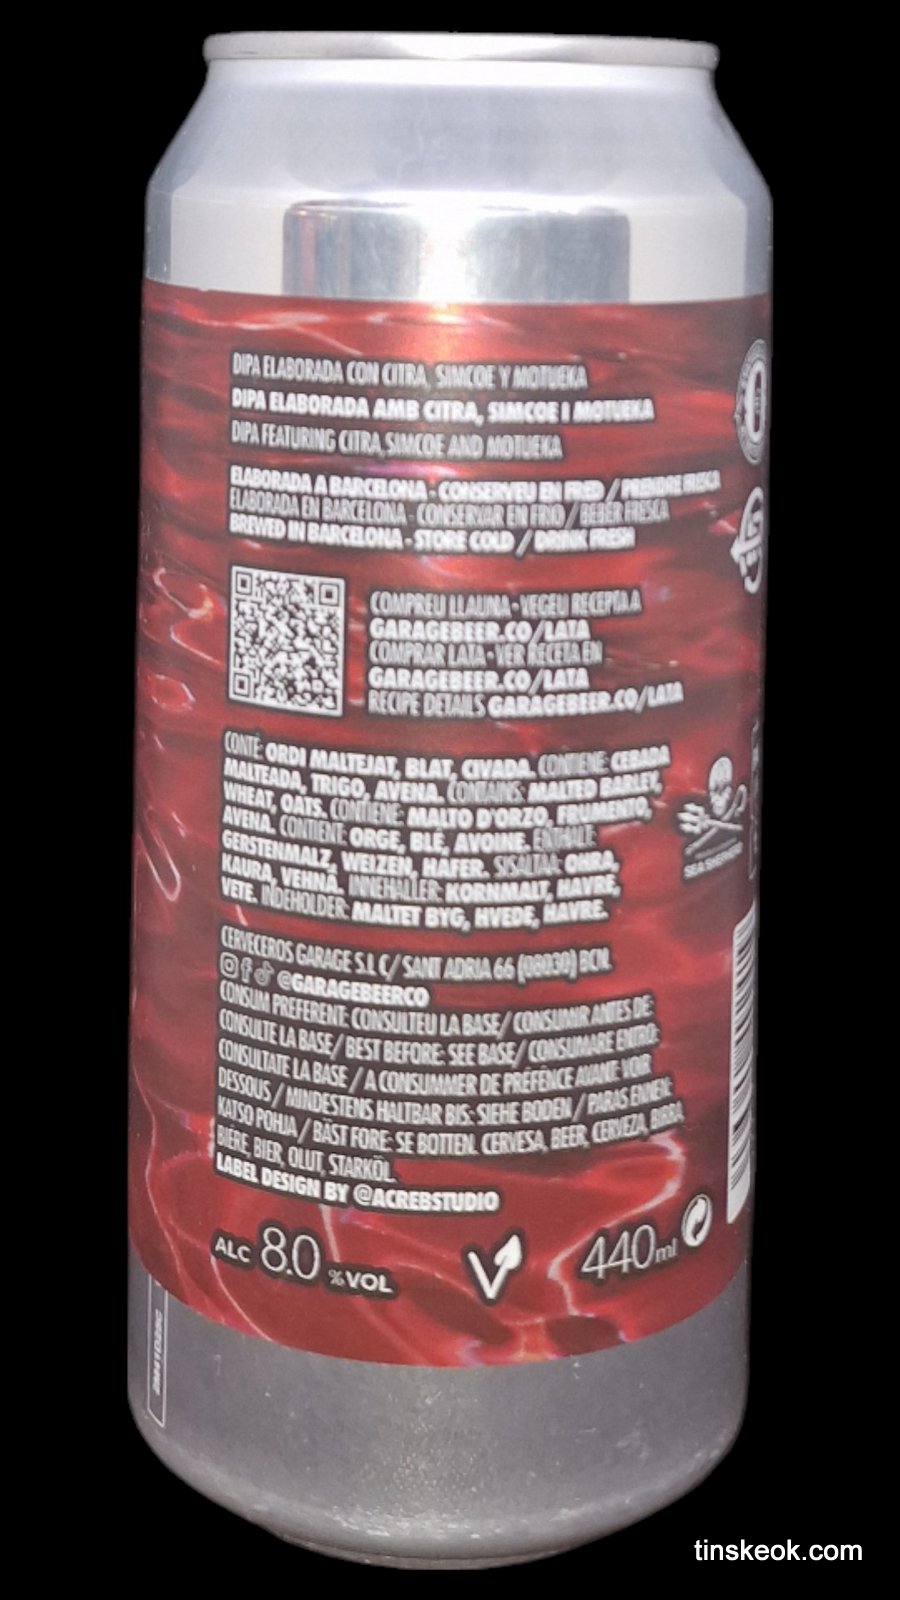 DIPA ELABORADA CON CITRA, SIMCOE Y MOTUEKA
DIPA ELABORADA AMB CITRA, SIMCOE I MOTUEKA
DIPA FEATURING CITRA, SIMCOE AND MOTUEKA
ELABORADA A BARCELONA - CONSERVEU EN FRED / PRENDRE FRESCA
ELABORADA EN BARCELONA - CONSERVAR EN FRIO / BEBER FRESCA
BREWED IN BARCELONA - STORE COLD / DRINK FRESH
COMPREU LLAUNA - VEGEU RECEPTA A
GARAGEBEER.CO/LATA
COMPRAR LATA - VER RECETA EN
GARAGEBEER.CO/LATA
RECIPE DETAILS GARAGEBEER.CO/LATA
CONTÉ: ORDI MALTEJAT, BLAT, CIVADA. CONTIENE: CEBADA
MALTEADA, TRIGO, AVENA. CONTAINS: MALTED BARLEY,
WHEAT, OATS. CONTIENE: MALTO D'ORZO, FRUMENTO,
AVENA. CONTIENT: ORGE, BLÉ, AVOINE. ENTHÄLT:
GERSTENMALZ, WEIZEN, HAFER. SISALTAA: OHRA,
KAURA, VEHNÄ. INNEHALLER: KORNMALT, HAVRE,
VETE. INDEHOLDER: MALTET BYG, HVEDE, HAVRE.
SEA SHEPHERD
CERVECEROS GARAGE S.L C/ SANT ADRIA 66 (08030) BCN.
@GARAGEBEERCO
CONSUM PREFERENT: CONSULTEU LA BASE/ CONSUMIR ANTES DE:
CONSULTE LA BASE/ BEST BEFORE: SEE BASE/ CONSUMARE ENTRO:
CONSULTATE LA BASE / A CONSUMMER DE PRÉFÉNCE AVANT: VOIR
DESSOUS / MINDESTENS HALTBAR BIS: SIEHE BODEN / PARAS ENNEN:
KATSO POHJA / BÄST FORE: SE BOTTEN. CERVESA, BEER, CERVEZA, BIRRA,
BIÈRE, BIER, OLUT, STARKÖL.
LABEL DESIGN BY @ACREBSTUDIO
ALC 8.0 %VOL
440ml
tinskeok.com